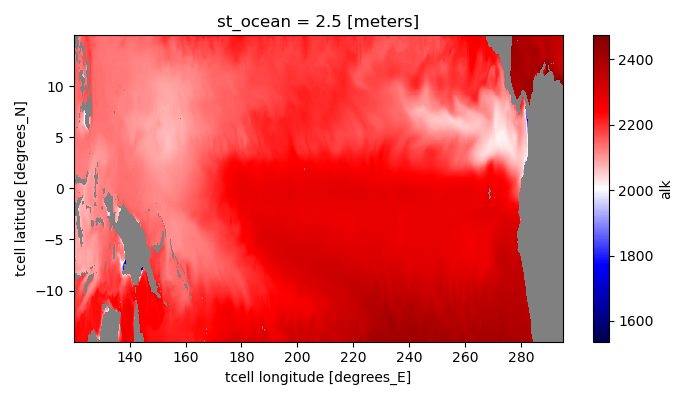 st_ocean = 2.5 [meters]
10
5
0
−5
−10
tcell latitude [degrees_N]
140 160 180 200 220 240 260 280
tcell longitude [degrees_E]
2400
2200
2000
1800
1600
alk